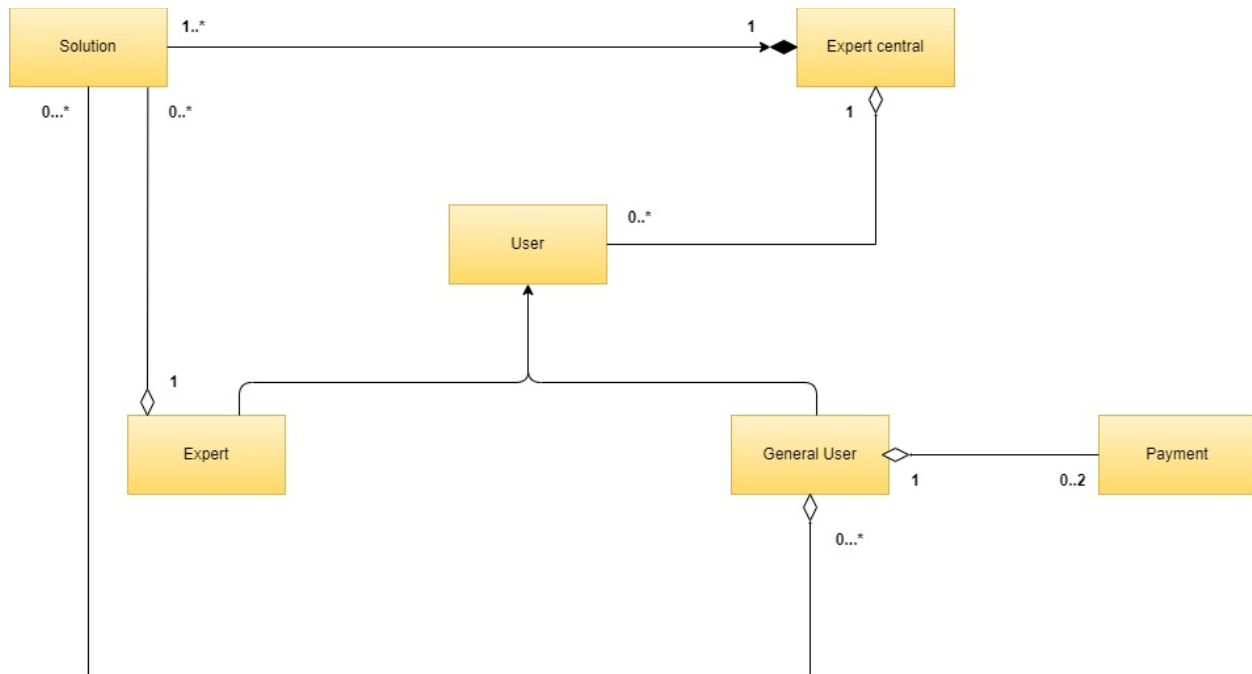 1..*
1
Solution
Expert central
0...*
0..*
1
0..*
User
1
Expert
General User
Payment
1
0..2
0...*